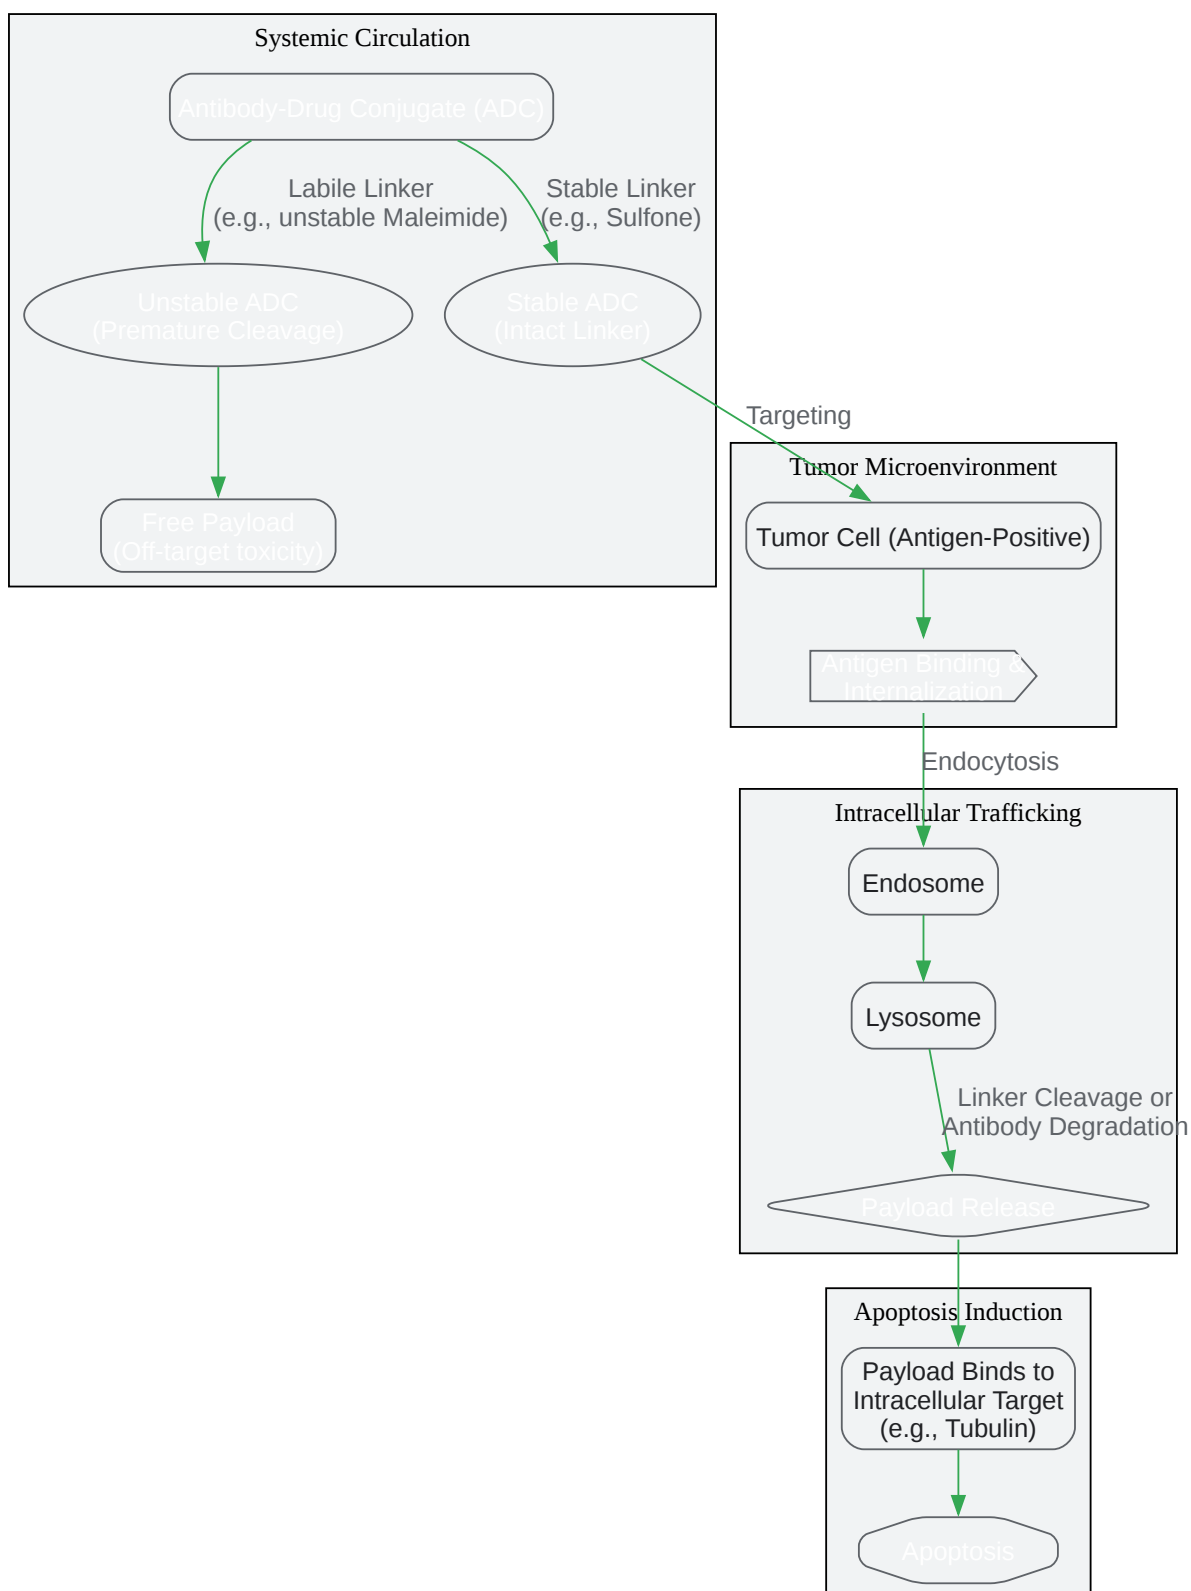 Systemic Circulation
Antibody-Drug Conjugate (ADC)
Labile Linker
(e.g., unstable Maleimide)
Stable Linker
(e.g., Sulfone)
Unstable ADC
(Premature Cleavage)
Stable ADC
(Intact Linker)
Targeting
Free Payload
(Off-target toxicity)
Tumor Microenvironment
Tumor Cell (Antigen-Positive)
Antigen Binding &
Internalization
Endocytosis
Intracellular Trafficking
Endosome
Lysosome
Linker Cleavage or
Antibody Degradation
Payload Release
Apoptosis Induction
Payload Binds to
Intracellular Target
(e.g., Tubulin)
Apoptosis